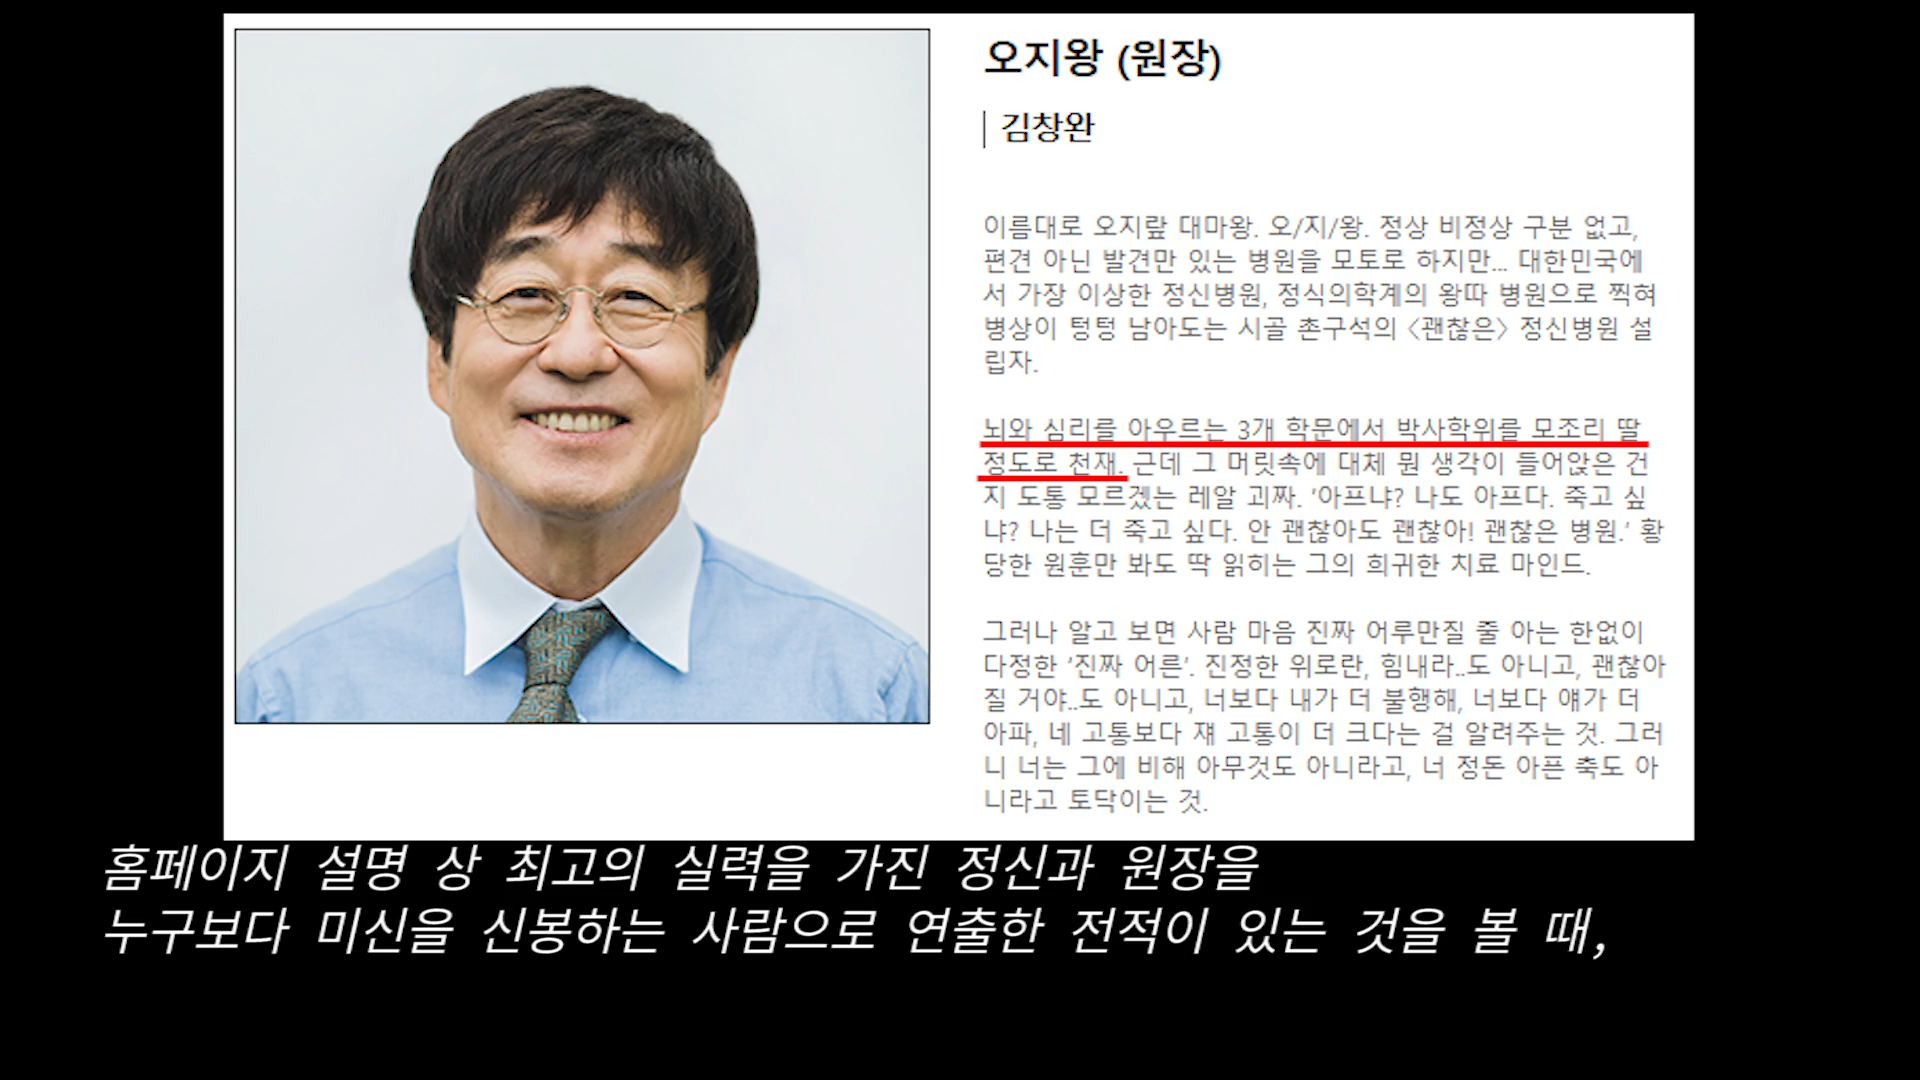 오지왕 (원장)
김창완
이름대로 오지랖 대마왕. 오/지/왕. 정상 비정상 구분 없고,
편견 아닌 발견만 있는 병원을 모토로 하지만... 대한민국에
서 가장 이상한 정신병원, 정식의학계의 왕따 병원으로 찍혀
병상이 텅텅 남아도는 시골 촌구석의 <괜찮은> 정신병원 설
립자.
뇌와 심리를 아우르는 3개 학문에서 박사학위를 모조리 딸
정도로 천재. 근데 그 머릿속에 대체 뭔 생각이 들어앉은 건
지 도통 모르겠는 레알 괴짜. '아프냐? 나도 아프다. 죽고 싶
냐? 나는 더 죽고 싶다. 안 괜찮아도 괜찮아! 괜찮은 병원.' 황
당한 원훈만 봐도 딱 읽히는 그의 희귀한 치료 마인드.
그러나 알고 보면 사람 마음 진짜 어루만질 줄 아는 한없이
다정한 '진짜 어른'. 진정한 위로란, 힘내라..도 아니고, 괜찮아
질 거야..도 아니고, 너보다 내가 더 불행해, 너보다 얘가 더
아파, 네 고통보다 쟤 고통이 더 크다는 걸 알려주는 것. 그러
니 너는 그에 비해 아무것도 아니라고, 너 정돈 아픈 축도 아
니라고 토닥이는 것.
홈페이지 설명 상 최고의 실력을 가진 정신과 원장을
누구보다 미신을 신봉하는 사람으로 연출한 전적이 있는 것을 볼 때,